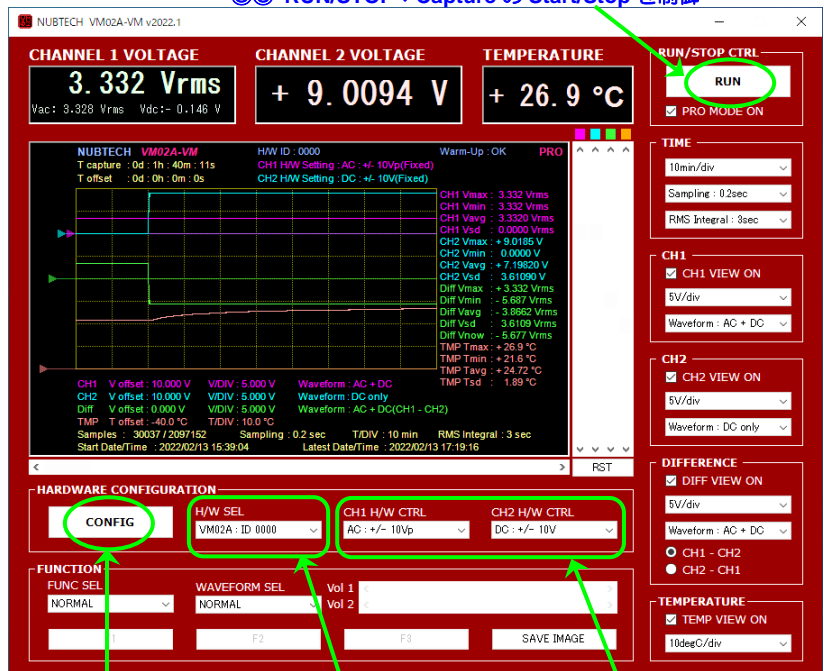 RUN/STOP : Capture の Start/Stop を制御
NUBTECH VM02A-VM v2022.1
CHANNEL 1 VOLTAGE
3.332 Vrms
Vac: 3.328 Vrms Vdc:- 0.146 V
CHANNEL 2 VOLTAGE
+ 9.0094 V
TEMPERATURE
+ 26.9 °C
RUN/STOP CTRL
RUN
PRO MODE ON
NUBTECH VM02A-VM H/W ID : 0000 Warm-Up : OK PRO
T capture : 0d : 1h : 40m : 11s CH1 H/W Setting : AC : +/- 10Vp(Fixed)
T offset : 0d : 0h : 0m : 0s CH2 H/W Setting : DC : +/- 10V(Fixed)
CH1 Vmax : 3.332 Vrms
CH1 Vmin : 3.332 Vrms
CH1 Vavg : 3.3320 Vrms
CH1 Vsd : 0.0000 Vrms
CH2 Vmax : + 9.0185 V
CH2 Vmin : 0.0000 V
CH2 Vavg : + 7.19820 V
CH2 Vsd : 3.61090 V
Diff Vmax : + 3.332 Vrms
Diff Vmin : - 5.687 Vrms
Diff Vavg : - 3.8662 Vrms
Diff Vsd : 3.6109 Vrms
Diff Vnow : - 5.677 Vrms
TMP Tmax : + 26.9 °C
TMP Tmin : + 21.6 °C
TMP Tavg : + 24.72 °C
TMP Tsd : 1.89 °C
CH1 V offset : 10.000 V V/DIV : 5.000 V Waveform : AC + DC
CH2 V offset : 10.000 V V/DIV : 5.000 V Waveform : DC only
Diff V offset : 0.000 V V/DIV : 5.000 V Waveform : AC + DC(CH1 - CH2)
TMP T offset : -40.0 °C T/DIV : 10.0 °C
Samples : 30037 / 2097152 Sampling : 0.2 sec T/DIV : 10 min RMS Integral : 3 sec
Start Date/Time : 2022/02/13 15:39:04 Latest Date/Time : 2022/02/13 17:19:16
RST
TIME
10min/div
Sampling : 0.2sec
RMS Integral : 3sec
CH1
CH1 VIEW ON
5V/div
Waveform : AC + DC
CH2
CH2 VIEW ON
5V/div
Waveform : DC only
DIFFERENCE
DIFF VIEW ON
5V/div
Waveform : AC + DC
CH1 - CH2
CH2 - CH1
TEMPERATURE
TEMP VIEW ON
10degC/div
HARDWARE CONFIGURATION
CONFIG
H/W SEL
VM02A : ID 0000
CH1 H/W CTRL
AC : +/- 10Vp
CH2 H/W CTRL
DC : +/- 10V
FUNCTION
FUNC SEL
NORMAL
WAVEFORM SEL
NORMAL
Vol 1
Vol 2
F2
F3
SAVE IMAGE